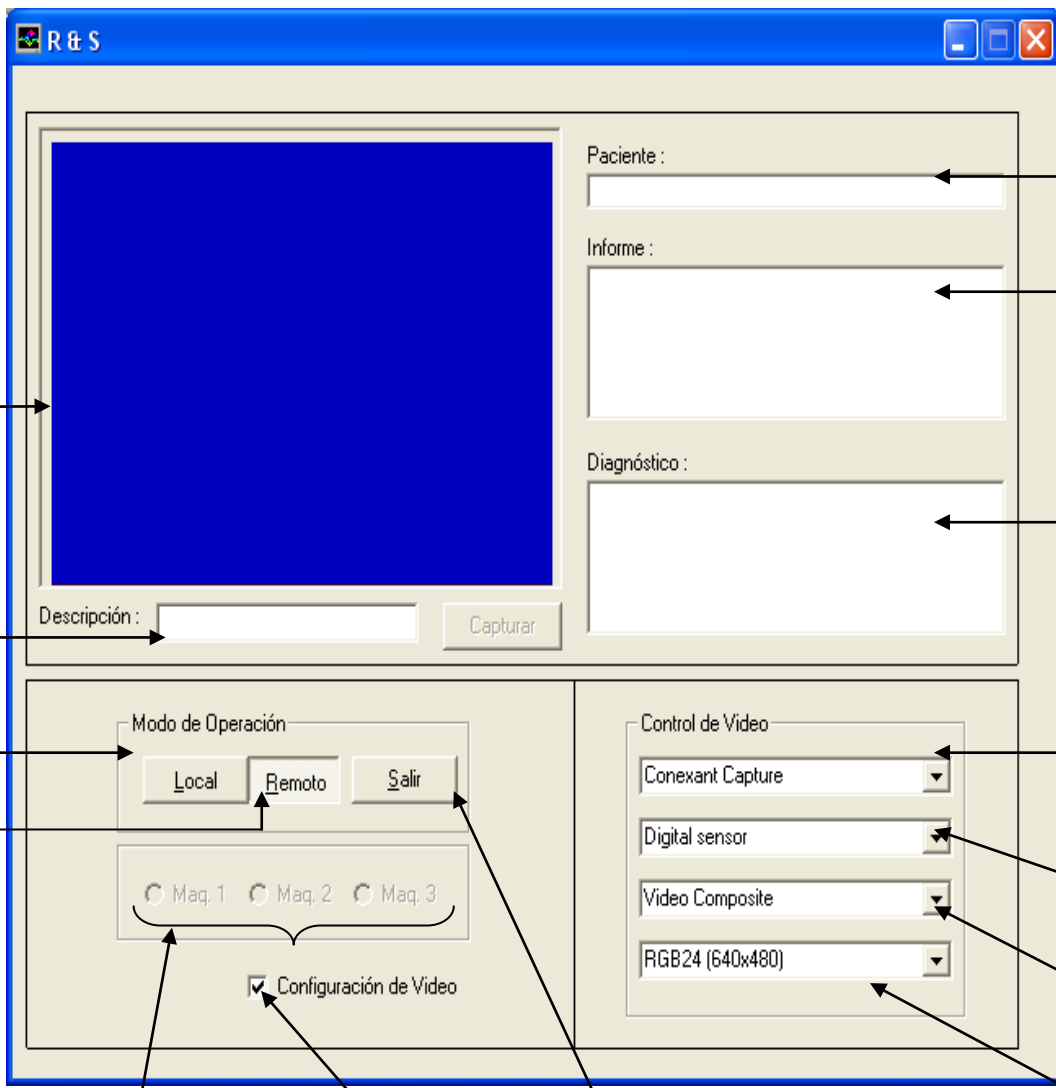 R & S
Paciente :
Informe :
Diagnóstico :
Descripción :
Capturar
Modo de Operación
Local Remoto Salir
Maq. 1 Maq. 2 Maq. 3
Configuración de Video
Control de Video
Conexant Capture
Digital sensor
Video Composite
RGB24 (640x480)